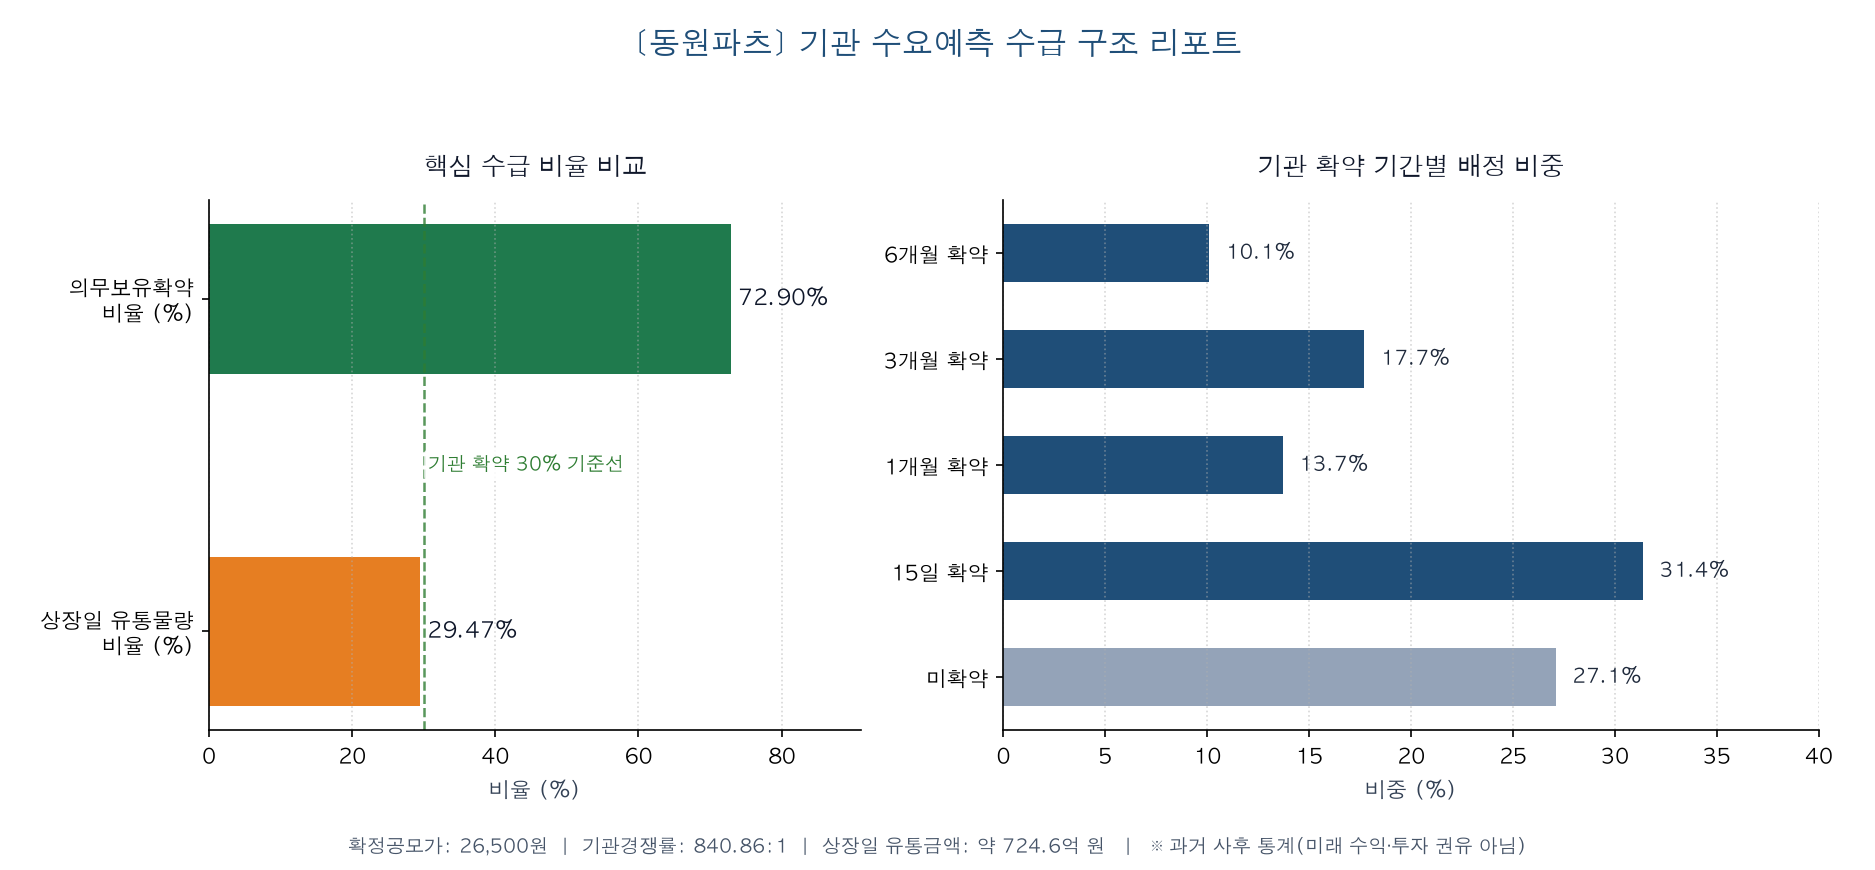 〔동원파츠〕 기관 수요예측 수급 구조 리포트
핵심 수급 비율 비교
의무보유확약
비율 (%)
72.90%
기관 확약 30% 기준선
상장일 유통물량
비율 (%)
29.47%
0 20 40 60 80
비율 (%)
기관 확약 기간별 배정 비중
6개월 확약 10.1%
3개월 확약 17.7%
1개월 확약 13.7%
15일 확약 31.4%
미확약 27.1%
0 5 10 15 20 25 30 35 40
비중 (%)
확정공모가: 26,500원 | 기관경쟁률: 840.86:1 | 상장일 유통금액: 약 724.6억 원 | ※ 과거 사후 통계(미래 수익·투자 권유 아님)